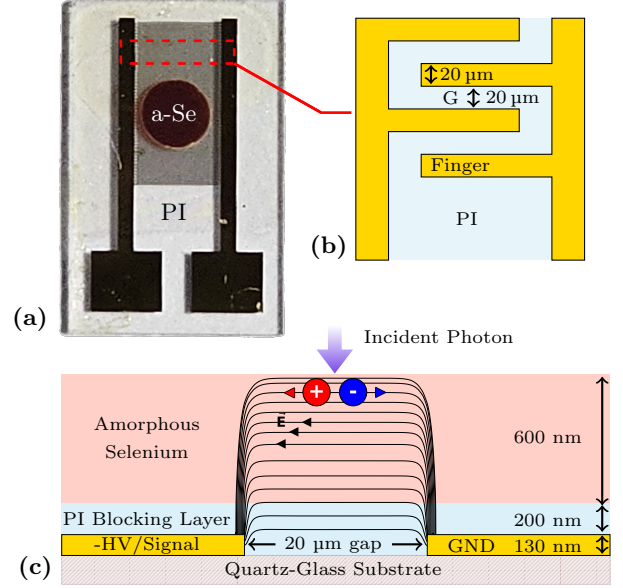 (a)
a-Se
PI
20 µm
G 20 µm
Finger
PI
(b)
Incident Photon
+ -
E
Amorphous
Selenium
600 nm
PI Blocking Layer
200 nm
-HV/Signal
20 µm gap
GND
130 nm
(c)
Quartz-Glass Substrate